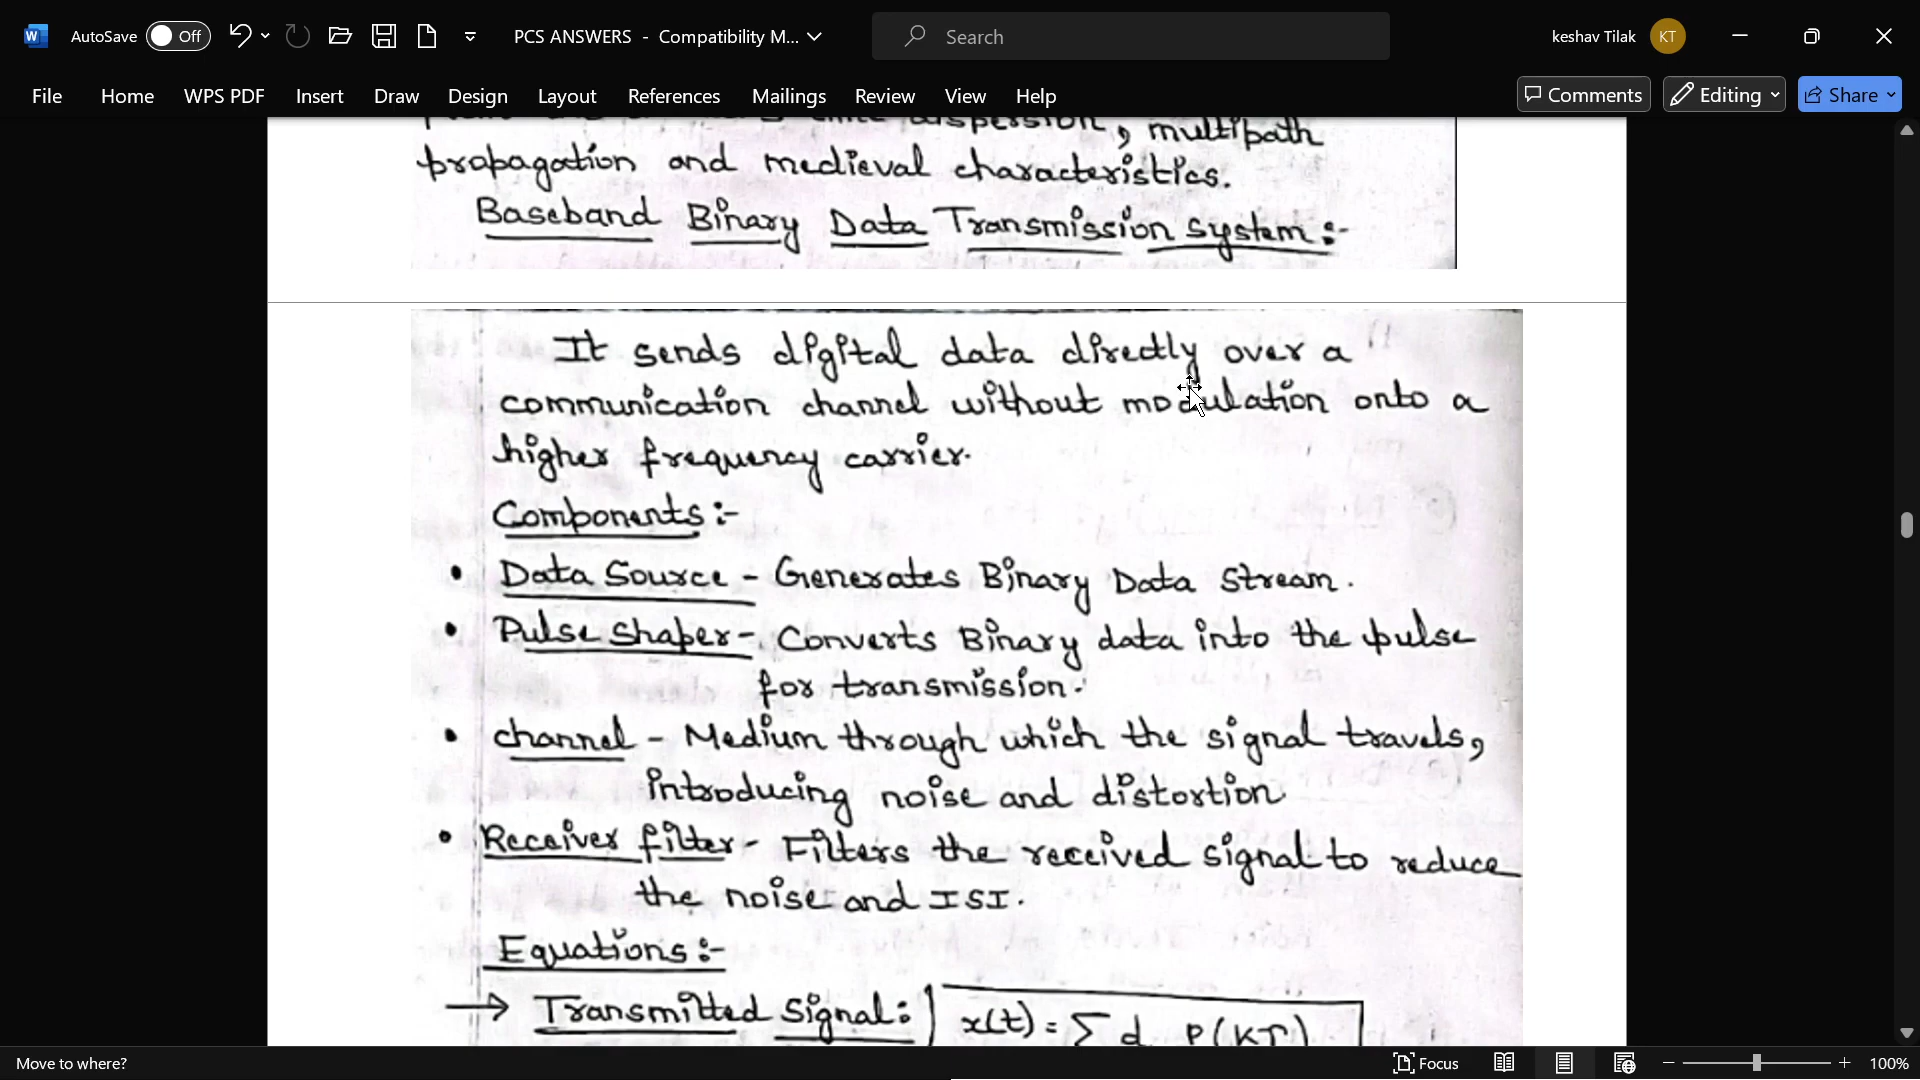 AutoSave Off PCS ANSWERS - Compatibility M... Search keshav Tilak KT
File Home WPS PDF Insert Draw Design Layout References Mailings Review View Help Comments Editing Share
dispersion, multipath
propagation and medieval characteristics.
Baseband Binary Data Transmission system:-
It sends digital data directly over a
communication channel without modulation onto a
higher frequency carrier.
Components:-
• Data Source - Generates Binary Data Stream.
• Pulse shaper - Converts Binary data into the pulse
for transmission.
• channel - Medium through which the signal travels,
introducing noise and distortion
• Receiver filter - Filters the received signal to reduce
the noise and ISI.
Equations:-
→ Transmitted Signal: x(t) = Σ d P(KT)
Move to where? Focus 100%